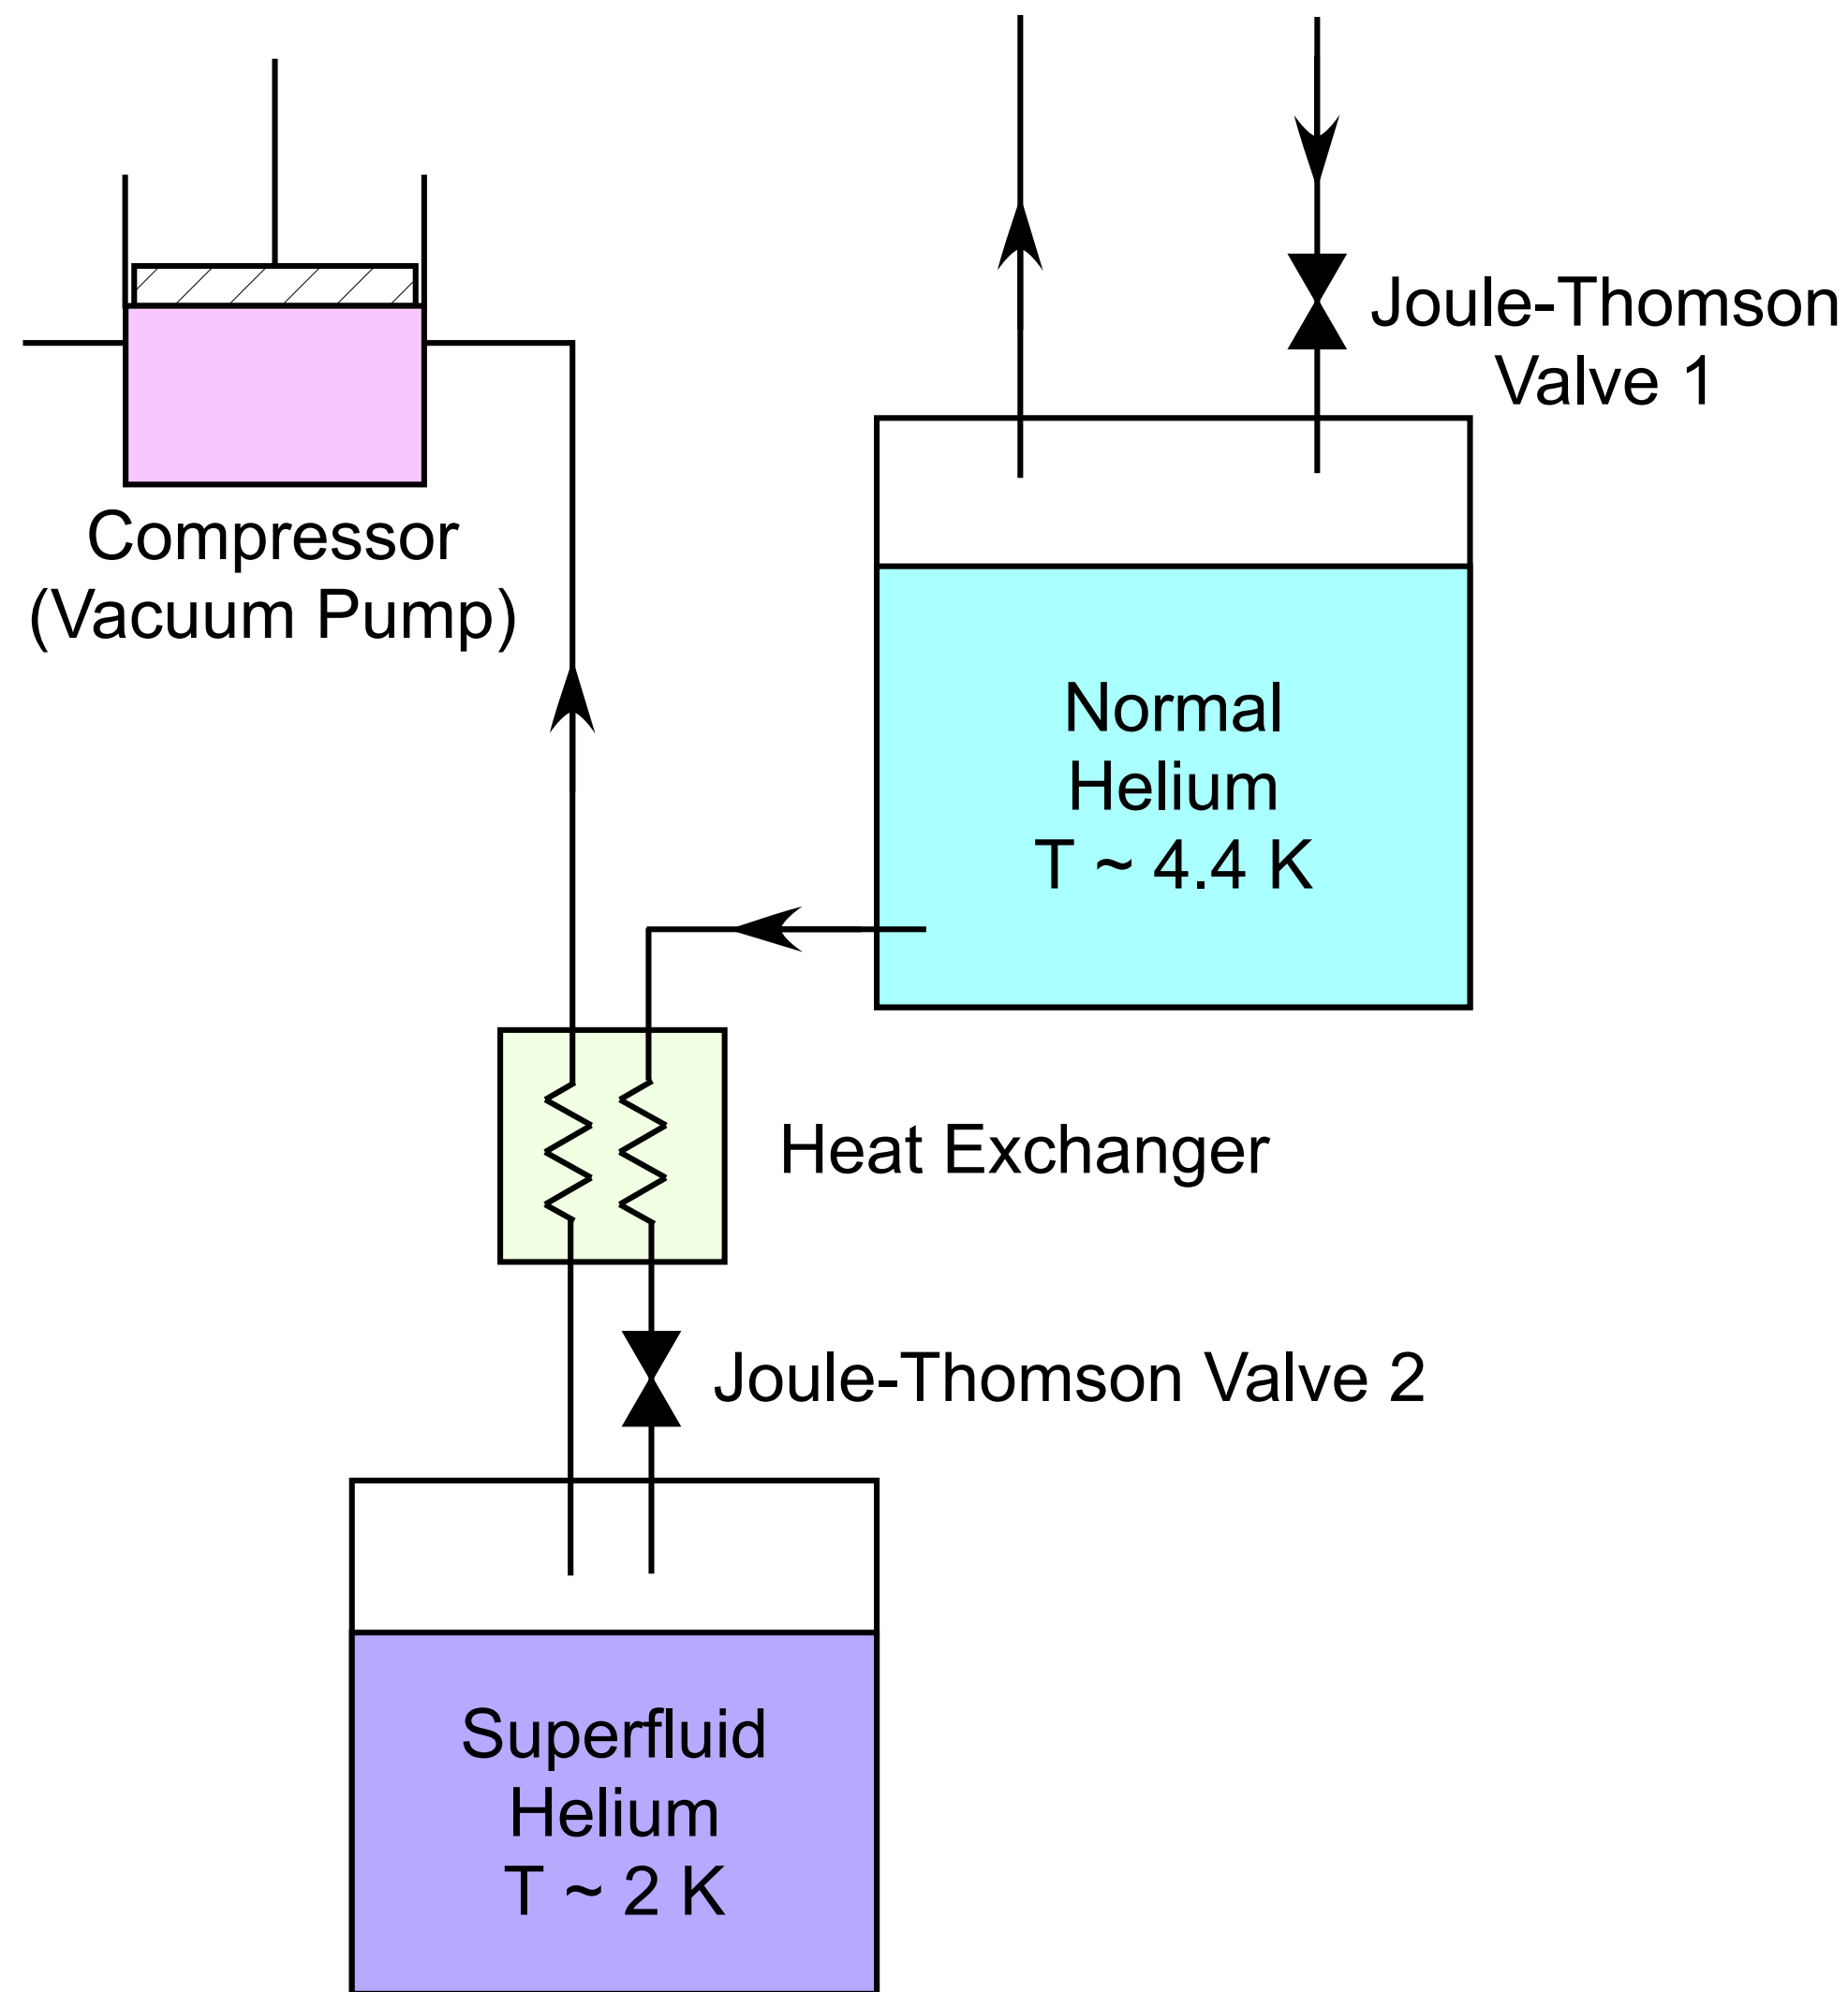 Joule-Thomson
Valve 1
Compressor
(Vacuum Pump)
Normal
Helium
T ~ 4.4 K
Heat Exchanger
Joule-Thomson Valve 2
Superfluid
Helium
T ~ 2 K